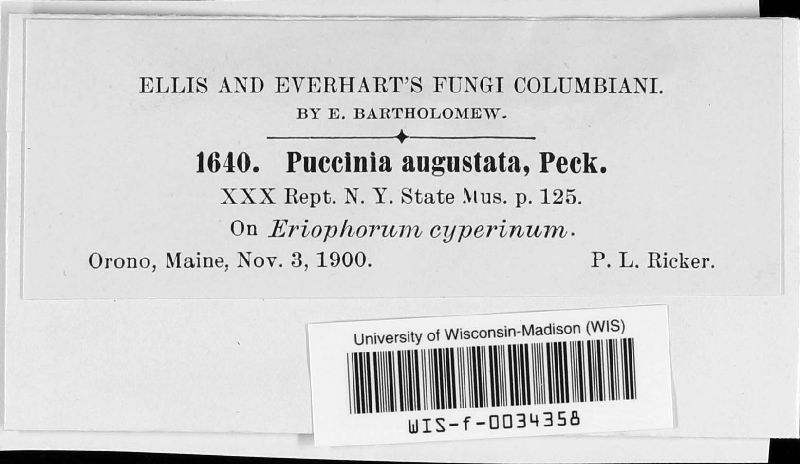 ELLIS AND EVERHART'S FUNGI COLUMBIANI.
BY E. BARTHOLOMEW.
1640. Puccinia augustata, Peck.
XXX Rept. N. Y. State Mus. p. 125.
On Eriophorum cyperinum.
Orono, Maine, Nov. 3, 1900. P. L. Ricker.
University of Wisconsin-Madison (WIS)
WIS-f-0034358